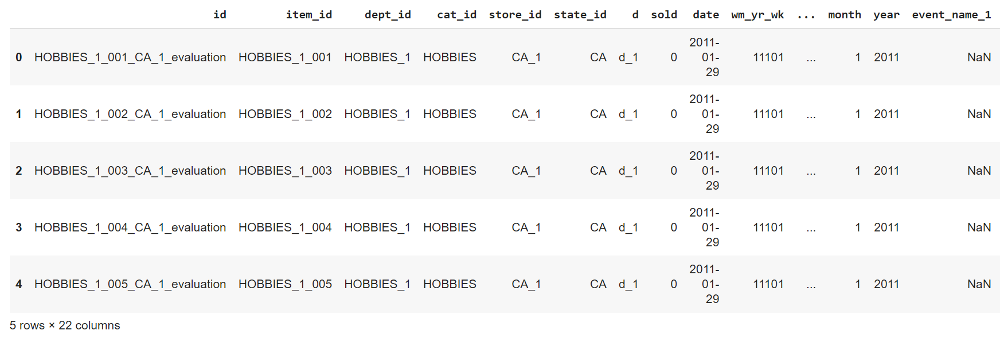 id item_id dept_id cat_id store_id state_id d sold date wm_yr_wk ... month year event_name_1
0 HOBBIES_1_001_CA_1_evaluation HOBBIES_1_001 HOBBIES_1 HOBBIES CA_1 CA d_1 0 2011-01-29 11101 ... 1 2011 NaN
1 HOBBIES_1_002_CA_1_evaluation HOBBIES_1_002 HOBBIES_1 HOBBIES CA_1 CA d_1 0 2011-01-29 11101 ... 1 2011 NaN
2 HOBBIES_1_003_CA_1_evaluation HOBBIES_1_003 HOBBIES_1 HOBBIES CA_1 CA d_1 0 2011-01-29 11101 ... 1 2011 NaN
3 HOBBIES_1_004_CA_1_evaluation HOBBIES_1_004 HOBBIES_1 HOBBIES CA_1 CA d_1 0 2011-01-29 11101 ... 1 2011 NaN
4 HOBBIES_1_005_CA_1_evaluation HOBBIES_1_005 HOBBIES_1 HOBBIES CA_1 CA d_1 0 2011-01-29 11101 ... 1 2011 NaN
5 rows × 22 columns